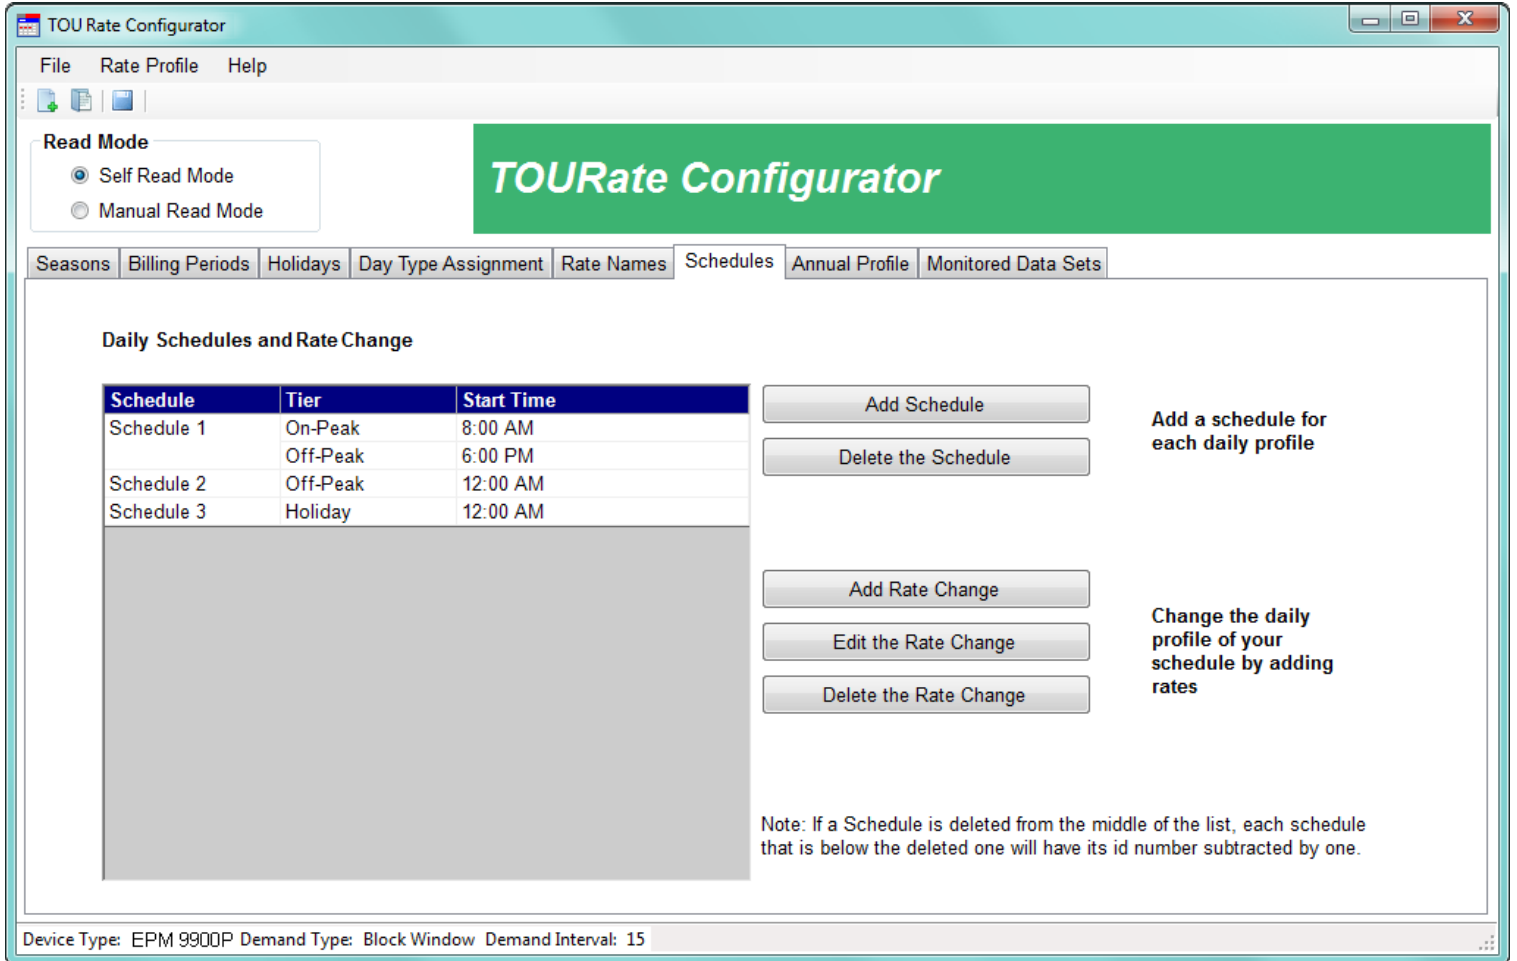 TOU Rate Configurator
File Rate Profile Help
Read Mode
Self Read Mode
Manual Read Mode
TOURate Configurator
Seasons Billing Periods Holidays Day Type Assignment Rate Names Schedules Annual Profile Monitored Data Sets
Daily Schedules and Rate Change
Schedule Tier Start Time
Schedule 1 On-Peak 8:00 AM
Off-Peak 6:00 PM
Schedule 2 Off-Peak 12:00 AM
Schedule 3 Holiday 12:00 AM
Add Schedule
Delete the Schedule
Add a schedule for
each daily profile
Add Rate Change
Edit the Rate Change
Delete the Rate Change
Change the daily
profile of your
schedule by adding
rates
Note: If a Schedule is deleted from the middle of the list, each schedule
that is below the deleted one will have its id number subtracted by one.
Device Type: EPM 9900P Demand Type: Block Window Demand Interval: 15